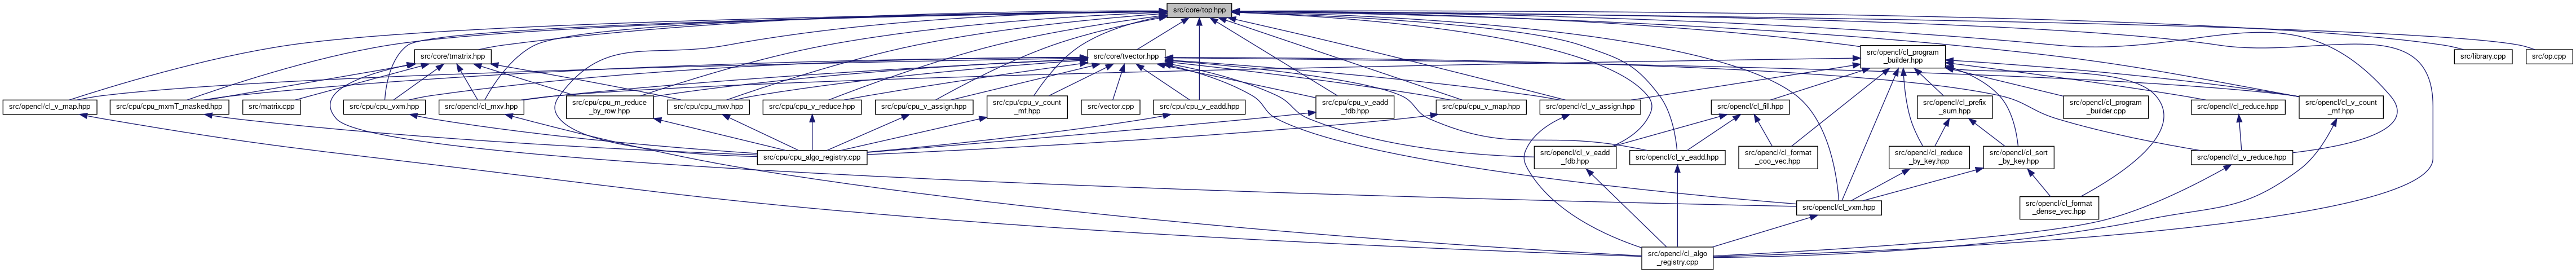 src/core/top.hpp
src/core/tmatrix.hpp
src/core/tvector.hpp
src/opencl/cl_program
_builder.hpp
src/library.cpp
src/op.cpp
src/opencl/cl_v_map.hpp
src/cpu/cpu_mxmT_masked.hpp
src/matrix.cpp
src/cpu/cpu_vxm.hpp
src/opencl/cl_mxv.hpp
src/cpu/cpu_m_reduce
_by_row.hpp
src/cpu/cpu_mxv.hpp
src/cpu/cpu_v_reduce.hpp
src/cpu/cpu_v_assign.hpp
src/cpu/cpu_v_count
_mf.hpp
src/vector.cpp
src/cpu/cpu_v_eadd.hpp
src/cpu/cpu_v_eadd
_fdb.hpp
src/cpu/cpu_v_map.hpp
src/opencl/cl_v_assign.hpp
src/opencl/cl_fill.hpp
src/opencl/cl_prefix
_sum.hpp
src/opencl/cl_program
_builder.cpp
src/opencl/cl_reduce.hpp
src/opencl/cl_v_count
_mf.hpp
src/cpu/cpu_algo_registry.cpp
src/opencl/cl_v_eadd
_fdb.hpp
src/opencl/cl_v_eadd.hpp
src/opencl/cl_format
_coo_vec.hpp
src/opencl/cl_reduce
_by_key.hpp
src/opencl/cl_sort
_by_key.hpp
src/opencl/cl_v_reduce.hpp
src/opencl/cl_vxm.hpp
src/opencl/cl_format
_dense_vec.hpp
src/opencl/cl_algo
_registry.cpp